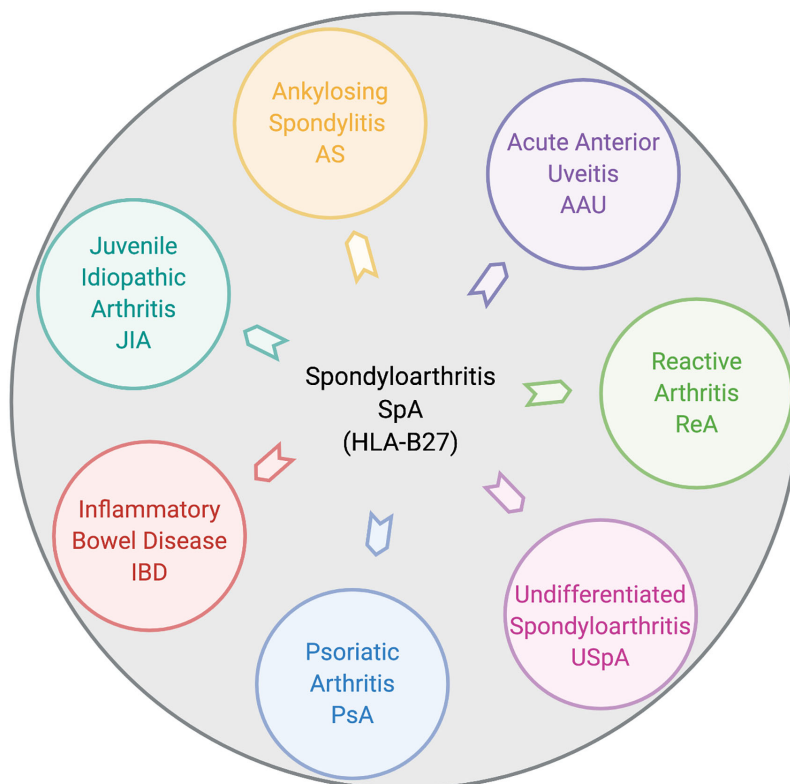 Ankylosing
Spondylitis
AS
Acute Anterior
Uveitis
AAU
Juvenile
Idiopathic
Arthritis
JIA
Spondyloarthritis
SpA
(HLA-B27)
Reactive
Arthritis
ReA
Inflammatory
Bowel Disease
IBD
Undifferentiated
Spondyloarthritis
USpA
Psoriatic
Arthritis
PsA